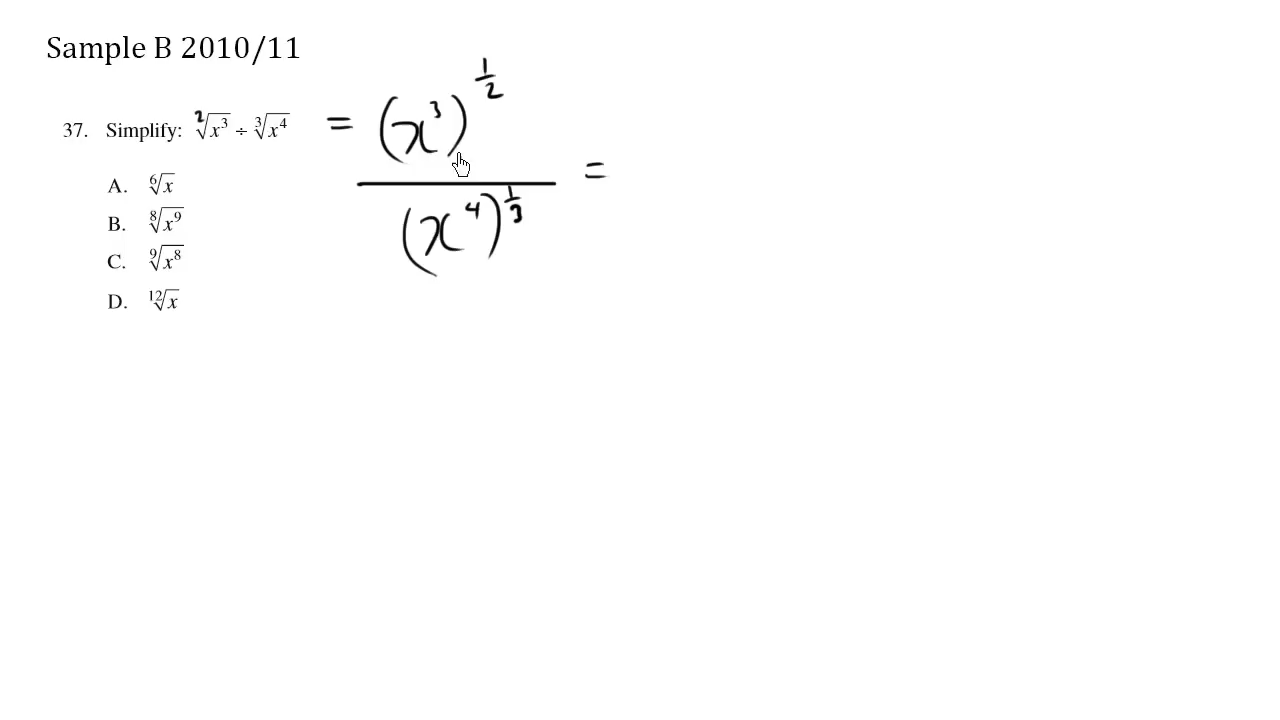 Sample B 2010/11
37. Simplify: ²√x³ ÷ ³√x⁴ = (x³)^(1/2) / (x⁴)^(1/3) =
A. ⁶√x
B. ⁸√x⁹
C. ⁹√x⁸
D. ¹²√x